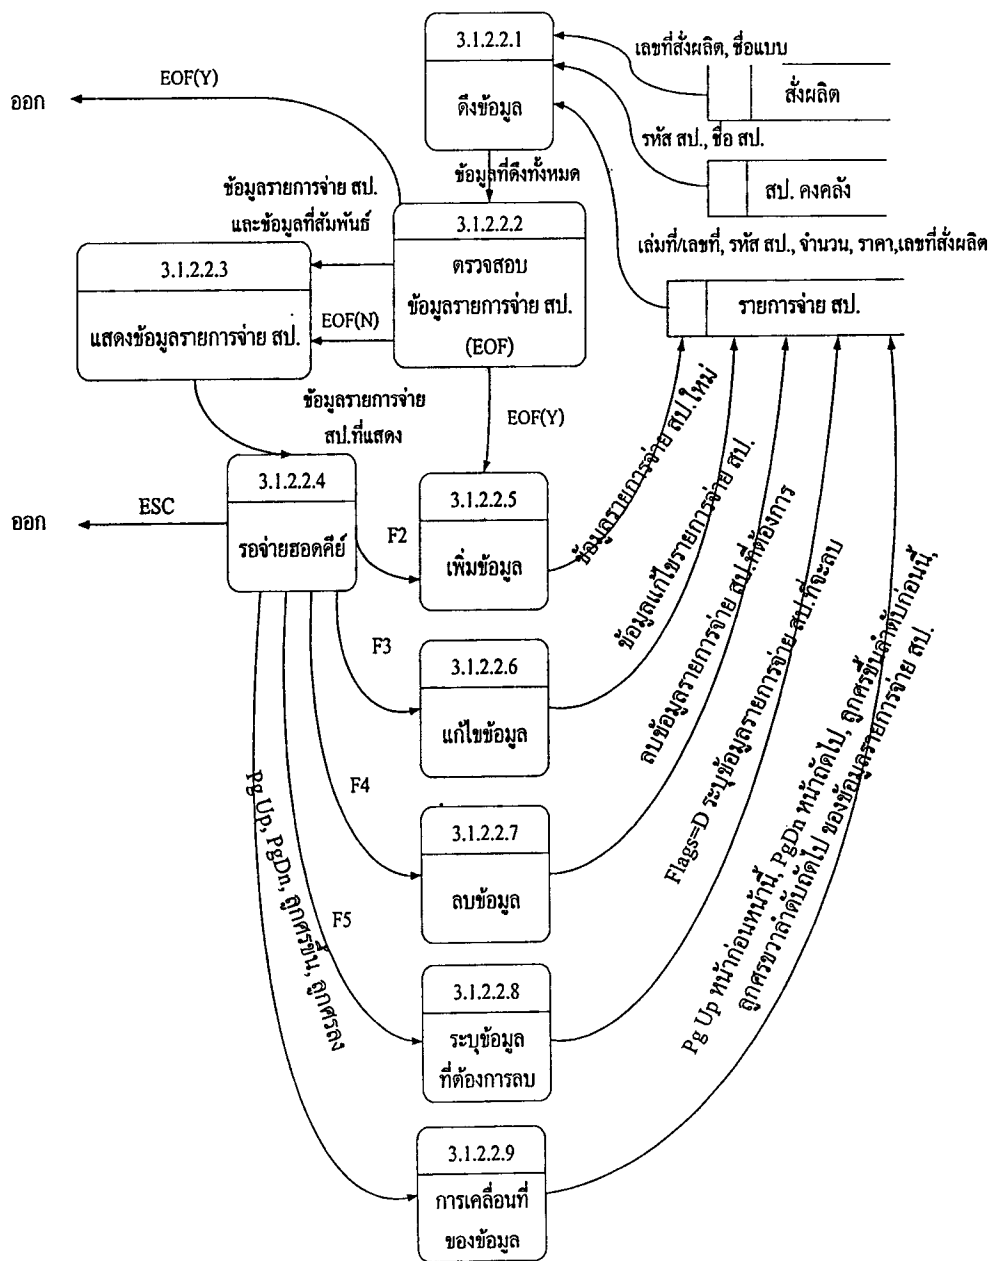 3.1.2.2.1
ดึงข้อมูล
เลขที่สั่งผลิต, ชื่อแบบ
สั่งผลิต
EOF(Y)
ออก
รหัส สป., ชื่อ สป.
สป. คงคลัง
ข้อมูลที่ดึงทั้งหมด
ข้อมูลรายการจ่าย สป.
และข้อมูลที่สัมพันธ์
3.1.2.2.2
ตรวจสอบ
ข้อมูลรายการจ่าย สป.
(EOF)
เล่มที่/เลขที่, รหัส สป., จำนวน, ราคา,เลขที่สั่งผลิต
รายการจ่าย สป.
3.1.2.2.3
แสดงข้อมูลรายการจ่าย สป.
EOF(N)
ข้อมูลรายการจ่าย
สป.ที่แสดง
EOF(Y)
3.1.2.2.4
รอจ่ายฮอตคีย์
ESC
ออก
F2
3.1.2.2.5
เพิ่มข้อมูล
ข้อมูลรายการจ่าย สป.ใหม่
F3
3.1.2.2.6
แก้ไขข้อมูล
ข้อมูลแก้ไขรายการจ่าย สป.
F4
3.1.2.2.7
ลบข้อมูล
ลบข้อมูลรายการจ่าย สป.ที่ต้องการ
F5
3.1.2.2.8
ระบุข้อมูล
ที่ต้องการลบ
Flags=D ระบุข้อมูลรายการจ่าย สป.ที่จะลบ
Pg Up, PgDn, ลูกศรขึ้น, ลูกศรลง
3.1.2.2.9
การเคลื่อนที่
ของข้อมูล
Pg Up หน้าก่อนหน้านี้, PgDn หน้าถัดไป, ลูกศรขึ้นลำดับก่อนนี้,
ลูกศรขวาลำดับถัดไป ของข้อมูลรายการจ่าย สป.